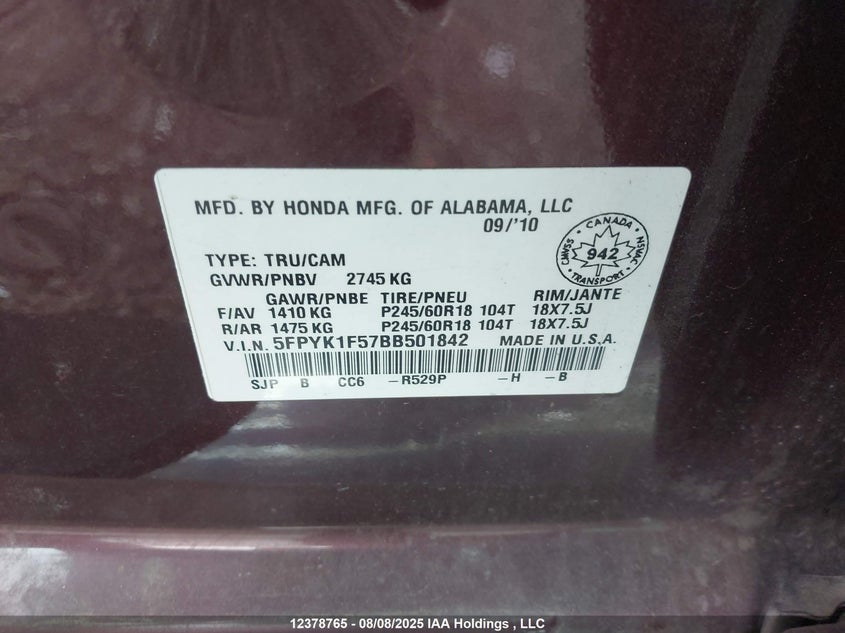 MFD. BY HONDA MFG. OF ALABAMA, LLC
09/'10
CANADA
CMVSS
NSVAC
942
TRANSPORT
TYPE: TRU/CAM
GVWR/PNBV 2745 KG
GAWR/PNBE TIRE/PNEU RIM/JANTE
F/AV 1410 KG P245/60R18 104T 18X7.5J
R/AR 1475 KG P245/60R18 104T 18X7.5J
V.I.N. 5FPYK1F57BB501842 MADE IN U.S.A.
SJP B CC6 -R529P -H -B
12378765 - 08/08/2025 IAA Holdings , LLC